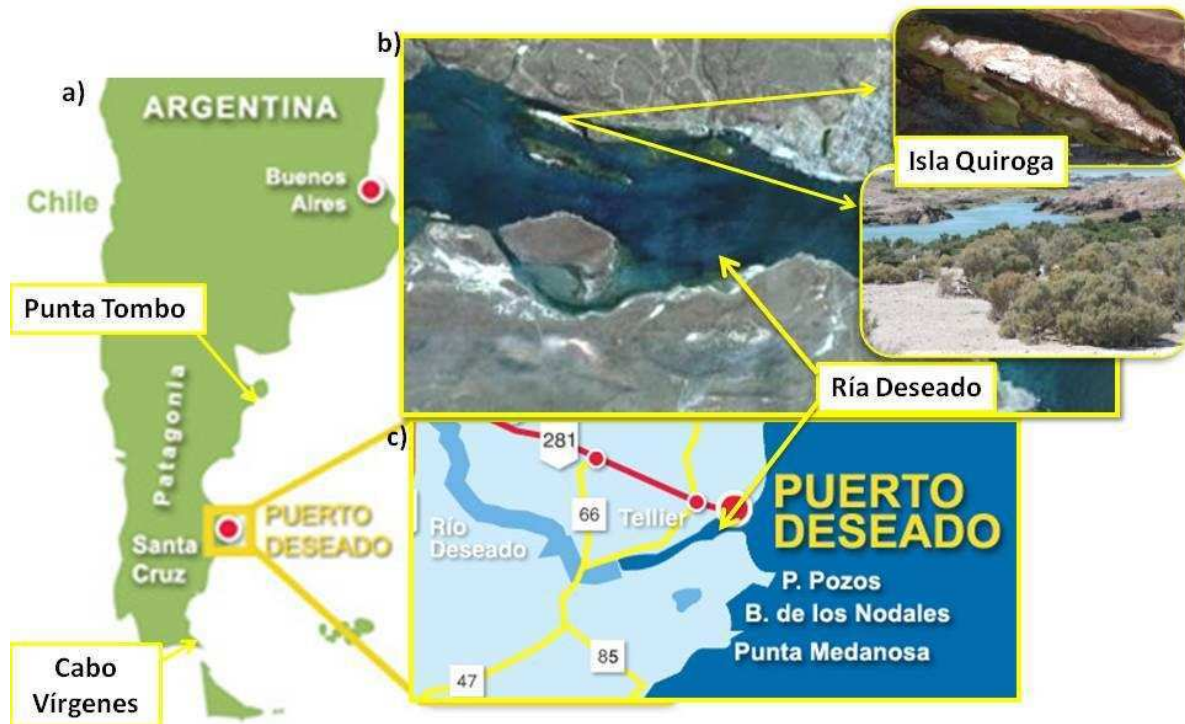 a)
ARGENTINA
Chile
Buenos
Aires
Punta Tombo
Patagonia
PUERTO
DESEADO
Santa
Cruz
Cabo
Vírgenes
b)
Isla Quiroga
Ría Deseado
c)
281
66
Tellier
Río
Deseado
PUERTO
DESEADO
P. Pozos
B. de los Nodales
Punta Medanosa
85
47